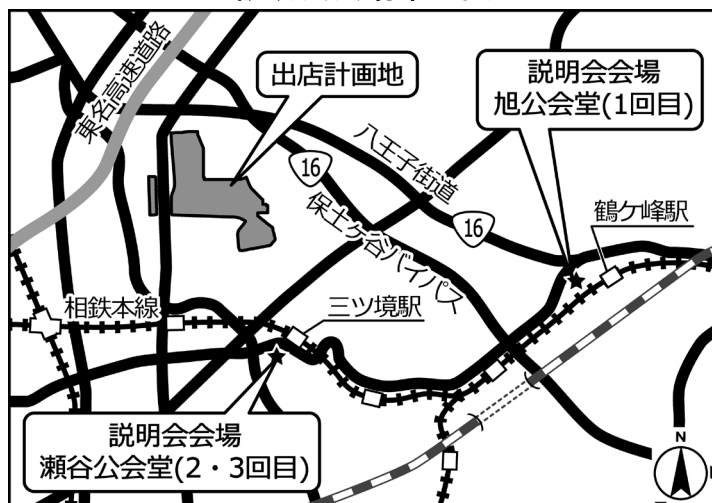 東名高速道路
出店計画地
説明会会場
旭公会堂(1回目)
八王子街道
16
保土ケ谷バイパス
16
鶴ケ峰駅
相鉄本線
三ツ境駅
説明会会場
瀬谷公会堂(2・3回目)
N